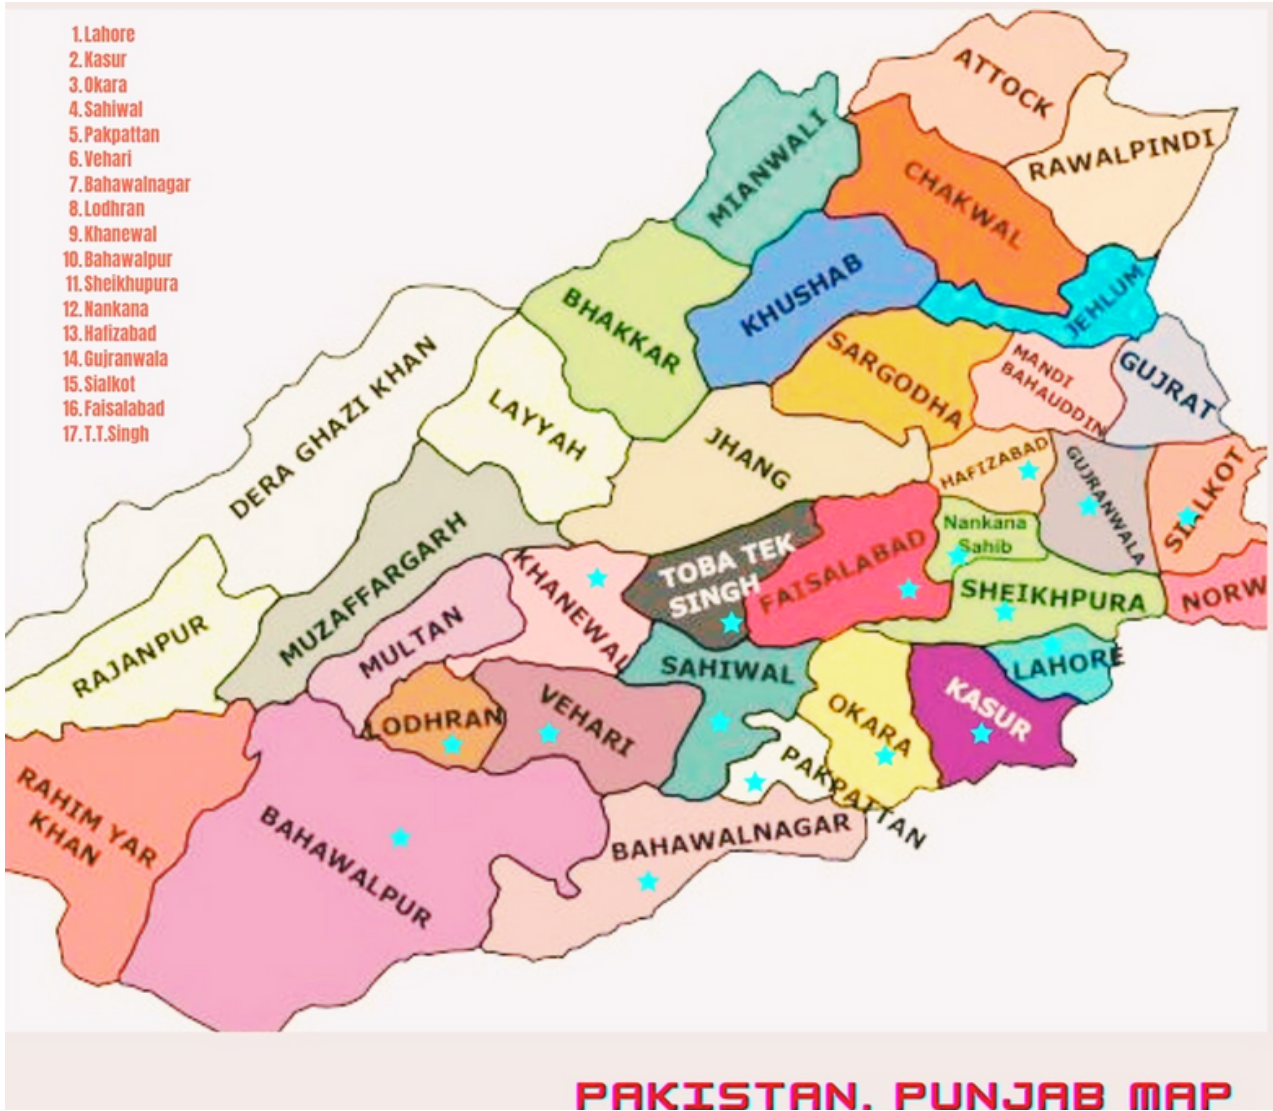 1. Lahore
2. Kasur
3. Okara
4. Sahiwal
5. Pakpattan
6. Vehari
7. Bahawalnagar
8. Lodhran
9. Khanewal
10. Bahawalpur
11. Sheikhupura
12. Nankana
13. Hafizabad
14. Gujranwala
15. Sialkot
16. Faisalabad
17. T.T.Singh
ATTOCK
RAWALPINDI
MIANWALI
CHAKWAL
JEHLUM
KHUSHAB
BHAKKAR
SARGODHA
MANDI
BAHAUDDIN
GUJRAT
DERA GHAZI KHAN
LAYYAH
JHANG
HAFIZABAD
GUJRANWALA
SIALKOT
Nankana
Sahib
MUZAFFARGARH
KHANEWAL
TOBA TEK
SINGH
FAISALABAD
SHEIKHPURA
NORW
RAJANPUR
MULTAN
SAHIWAL
LAHORE
LODHRAN
VEHARI
OKARA
KASUR
PAKPATTAN
RAHIM YAR
KHAN
BAHAWALPUR
BAHAWALNAGAR
PAKISTAN. PUNJAB MAP